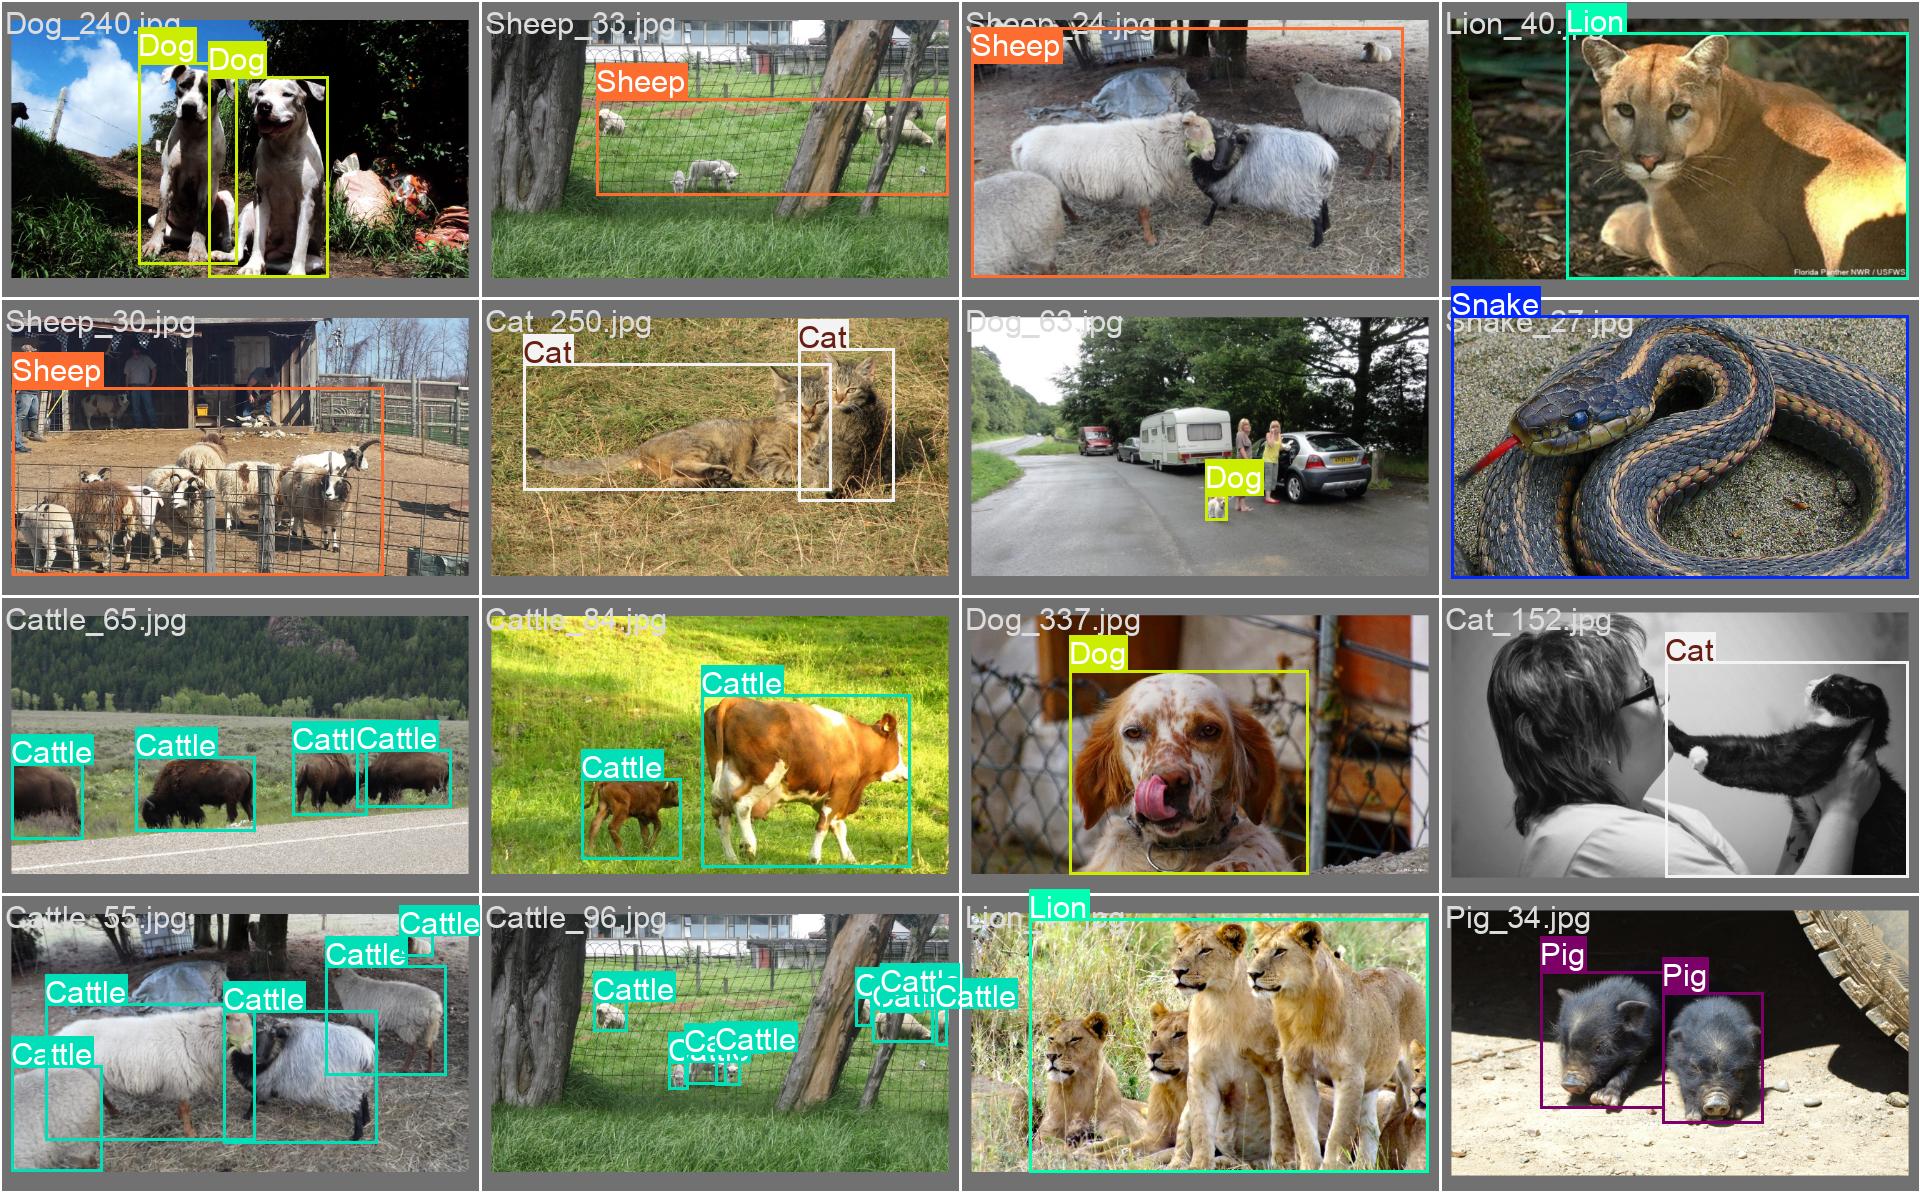 Dog_240.jpg
Dog
Dog
Sheep_33.jpg
Sheep
Sheep_24.jpg
Sheep
Lion_40.jpg
Lion
Florida Panther NWR / USFWS
Sheep_30.jpg
Sheep
Cat_250.jpg
Cat
Cat
Dog_63.jpg
Dog
Snake_27.jpg
Snake
Cattle_65.jpg
Cattle
Cattle
Cattle
Cattle
Cattle_84.jpg
Cattle
Cattle
Dog_337.jpg
Dog
Cat_152.jpg
Cat
Cattle_55.jpg
Cattle
Cattle
Cattle
Cattle
Cattle
Cattle_96.jpg
Cattle
Cattle
Cattle
Cattle
Lion
Pig_34.jpg
Pig
Pig